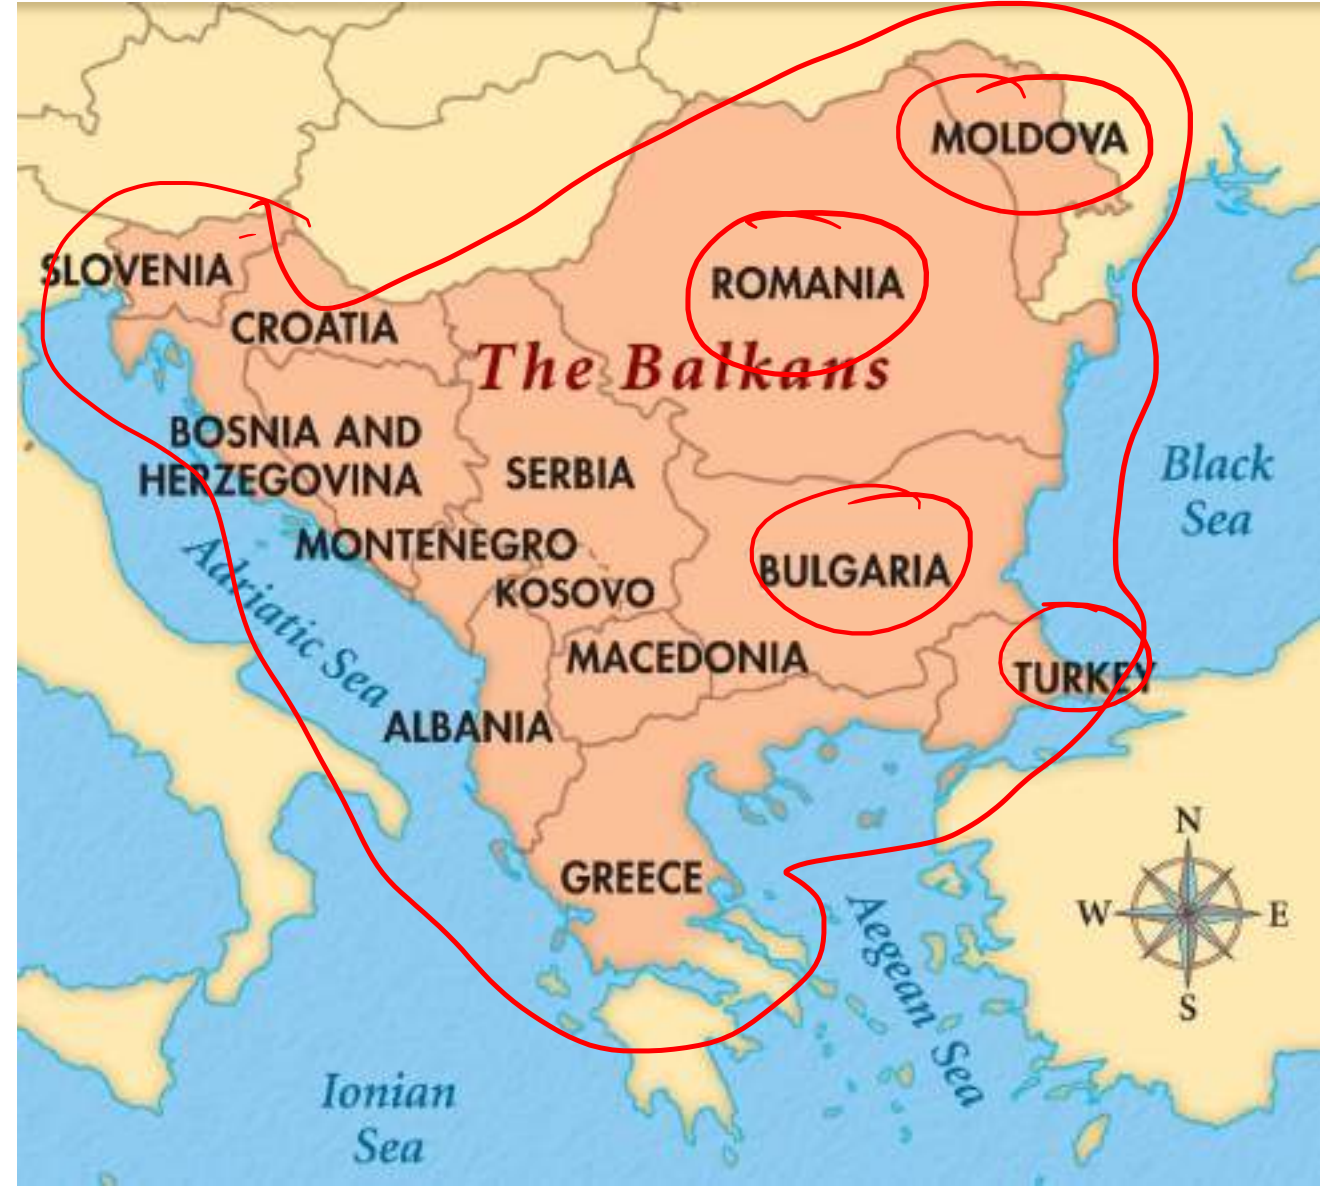 MOLDOVA
SLOVENIA
ROMANIA
CROATIA
The Balkans
BOSNIA AND
HERZEGOVINA
SERBIA
Black
Sea
MONTENEGRO
KOSOVO
BULGARIA
Adriatic Sea
MACEDONIA
TURKEY
ALBANIA
GREECE
Aegean Sea
N
W
E
S
Ionian
Sea